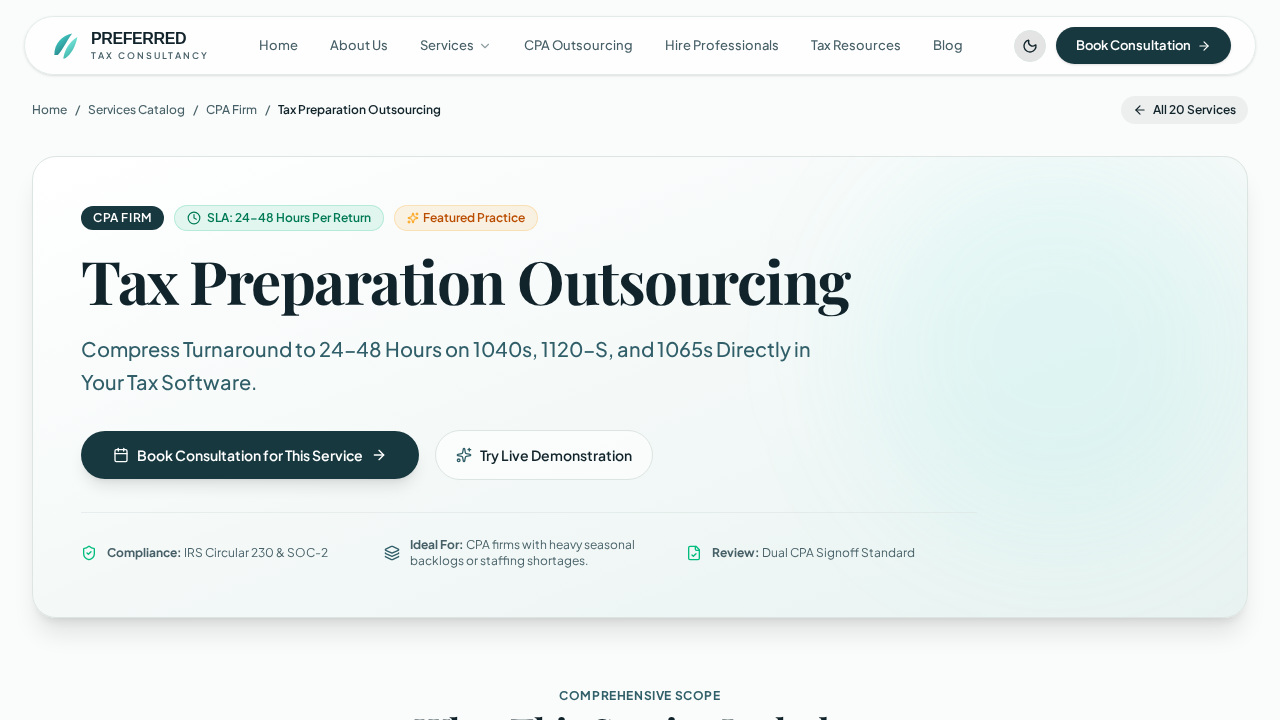 PREFERRED
TAX CONSULTANCY
Home
About Us
Services
CPA Outsourcing
Hire Professionals
Tax Resources
Blog
Book Consultation
Home / Services Catalog / CPA Firm / Tax Preparation Outsourcing
All 20 Services
CPA FIRM
SLA: 24–48 Hours Per Return
Featured Practice
Tax Preparation Outsourcing
Compress Turnaround to 24–48 Hours on 1040s, 1120-S, and 1065s Directly in
Your Tax Software.
Book Consultation for This Service
Try Live Demonstration
Compliance: IRS Circular 230 & SOC-2
Ideal For: CPA firms with heavy seasonal
backlogs or staffing shortages.
Review: Dual CPA Signoff Standard
COMPREHENSIVE SCOPE